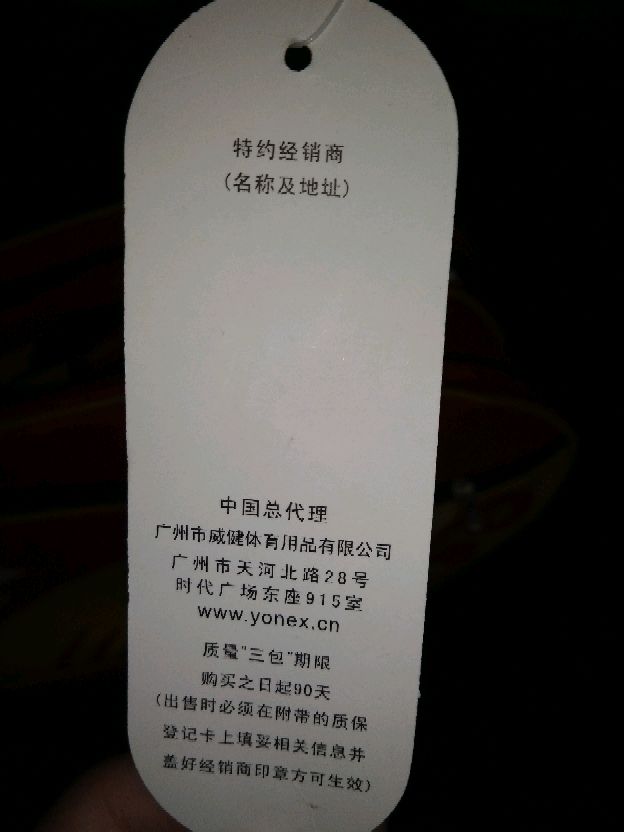 特约经销商
(名称及地址)
中国总代理
广州市威健体育用品有限公司
广州市天河北路28号
时代广场东座915室
www.yonex.cn
质量"三包"期限
购买之日起90天
(出售时必须在附带的质保
登记卡上填妥相关信息并
盖好经销商印章方可生效)